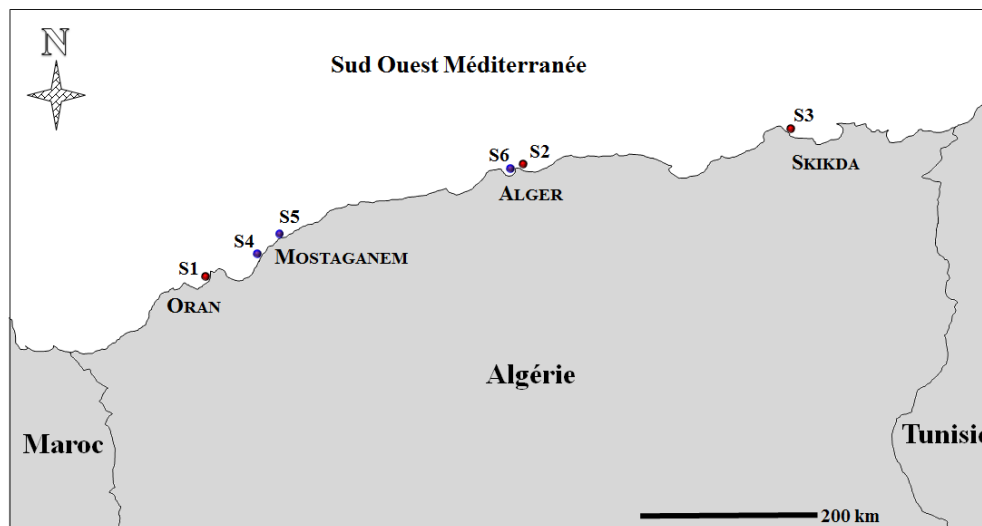 N
Sud Ouest Méditerranée
S3
SKIKDA
S6
S2
ALGER
S5
S4
MOSTAGANEM
S1
ORAN
Algérie
Maroc
Tunisie
200 km